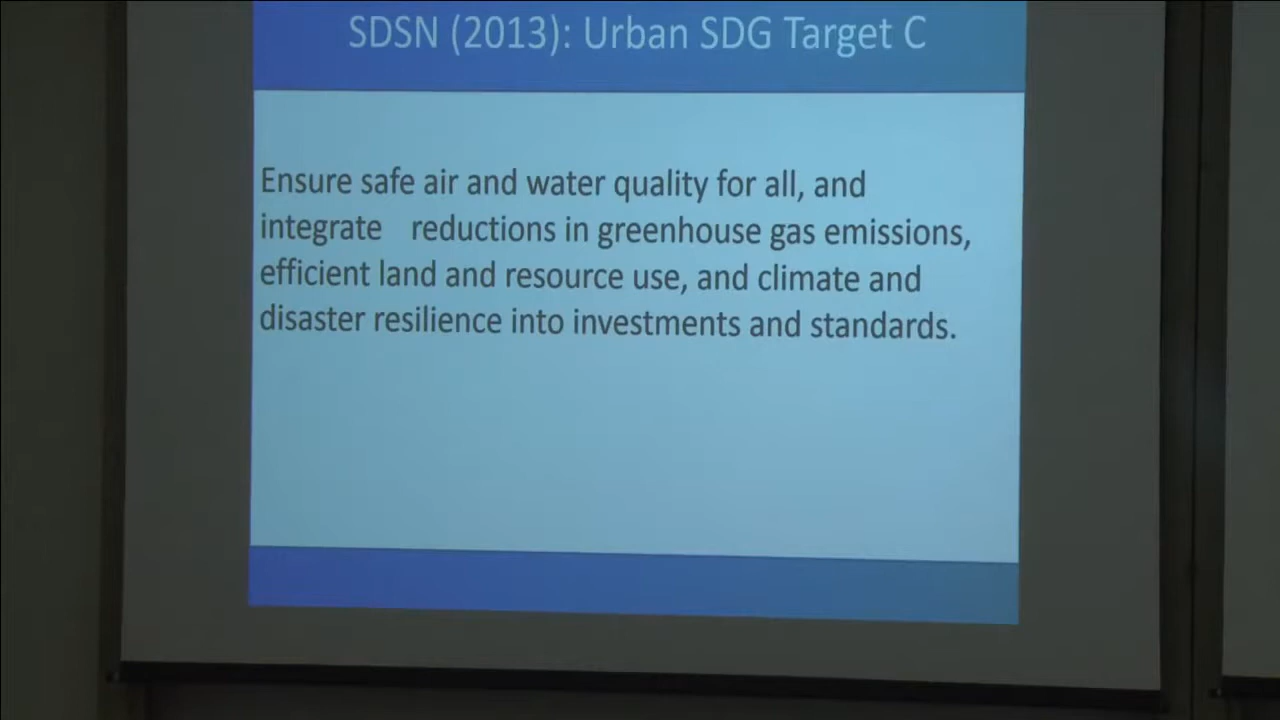 SDSN (2013): Urban SDG Target C
Ensure safe air and water quality for all, and
integrate reductions in greenhouse gas emissions,
efficient land and resource use, and climate and
disaster resilience into investments and standards.